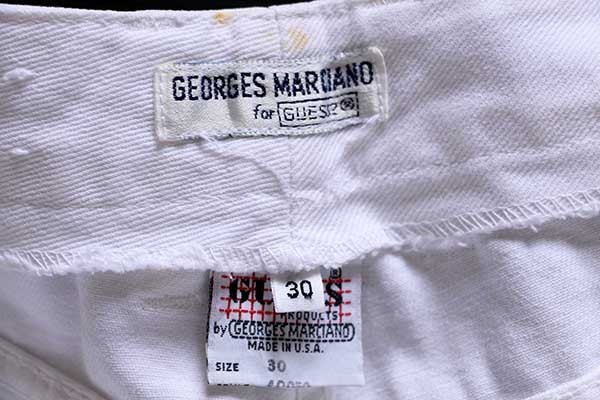 GEORGES MARCIANO
for GUESS ®
®
30
PRODUCTS
by GEORGES MARCIANO
MADE IN U.S.A.
SIZE 30